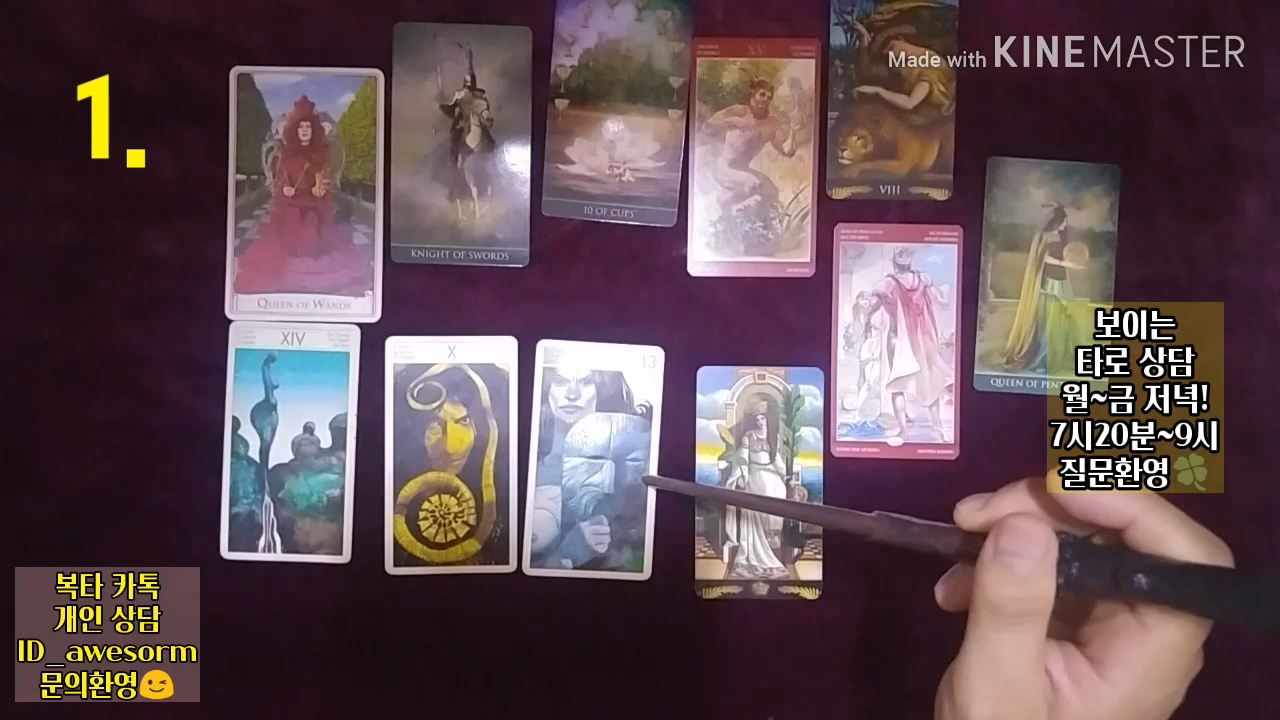 1.
Made with KINEMASTER
QUEEN OF WANDS
KNIGHT OF SWORDS
10 OF CUPS
XV
VIII
XIV
X
13
QUEEN OF
보이는
타로 상담
월~금 저녁!
7시20분~9시
질문환영🍀
복타 카톡
개인 상담
ID_awesorm
문의환영😉